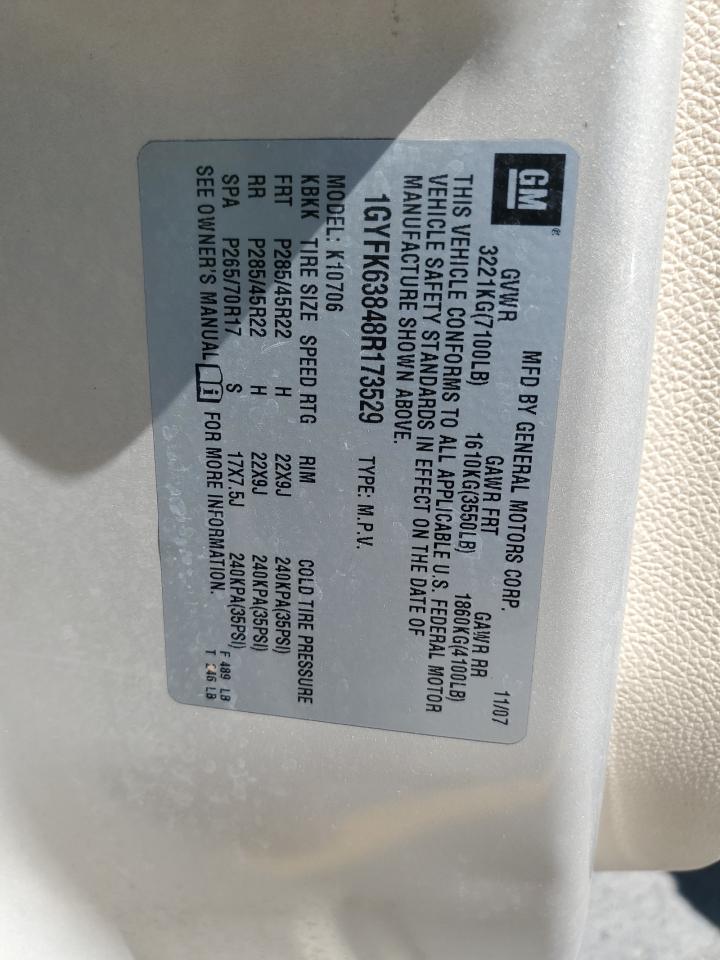 GM
MFD BY GENERAL MOTORS CORP. 11/07
GVWR GAWR FRT GAWR RR
3221KG(7100LB) 1610KG(3550LB) 1860KG(4100LB)
THIS VEHICLE CONFORMS TO ALL APPLICABLE U.S. FEDERAL MOTOR
VEHICLE SAFETY STANDARDS IN EFFECT ON THE DATE OF
MANUFACTURE SHOWN ABOVE.
1GYFK63848R173529 TYPE: M.P.V.
MODEL: K10706
KBKK TIRE SIZE SPEED RTG RIM COLD TIRE PRESSURE
FRT P285/45R22 H 22X9J 240KPA(35PSI)
RR P285/45R22 H 22X9J 240KPA(35PSI)
SPA P265/70R17 S 17X7.5J 240KPA(35PSI)
SEE OWNER'S MANUAL FOR MORE INFORMATION.
F 489 LB
T LB